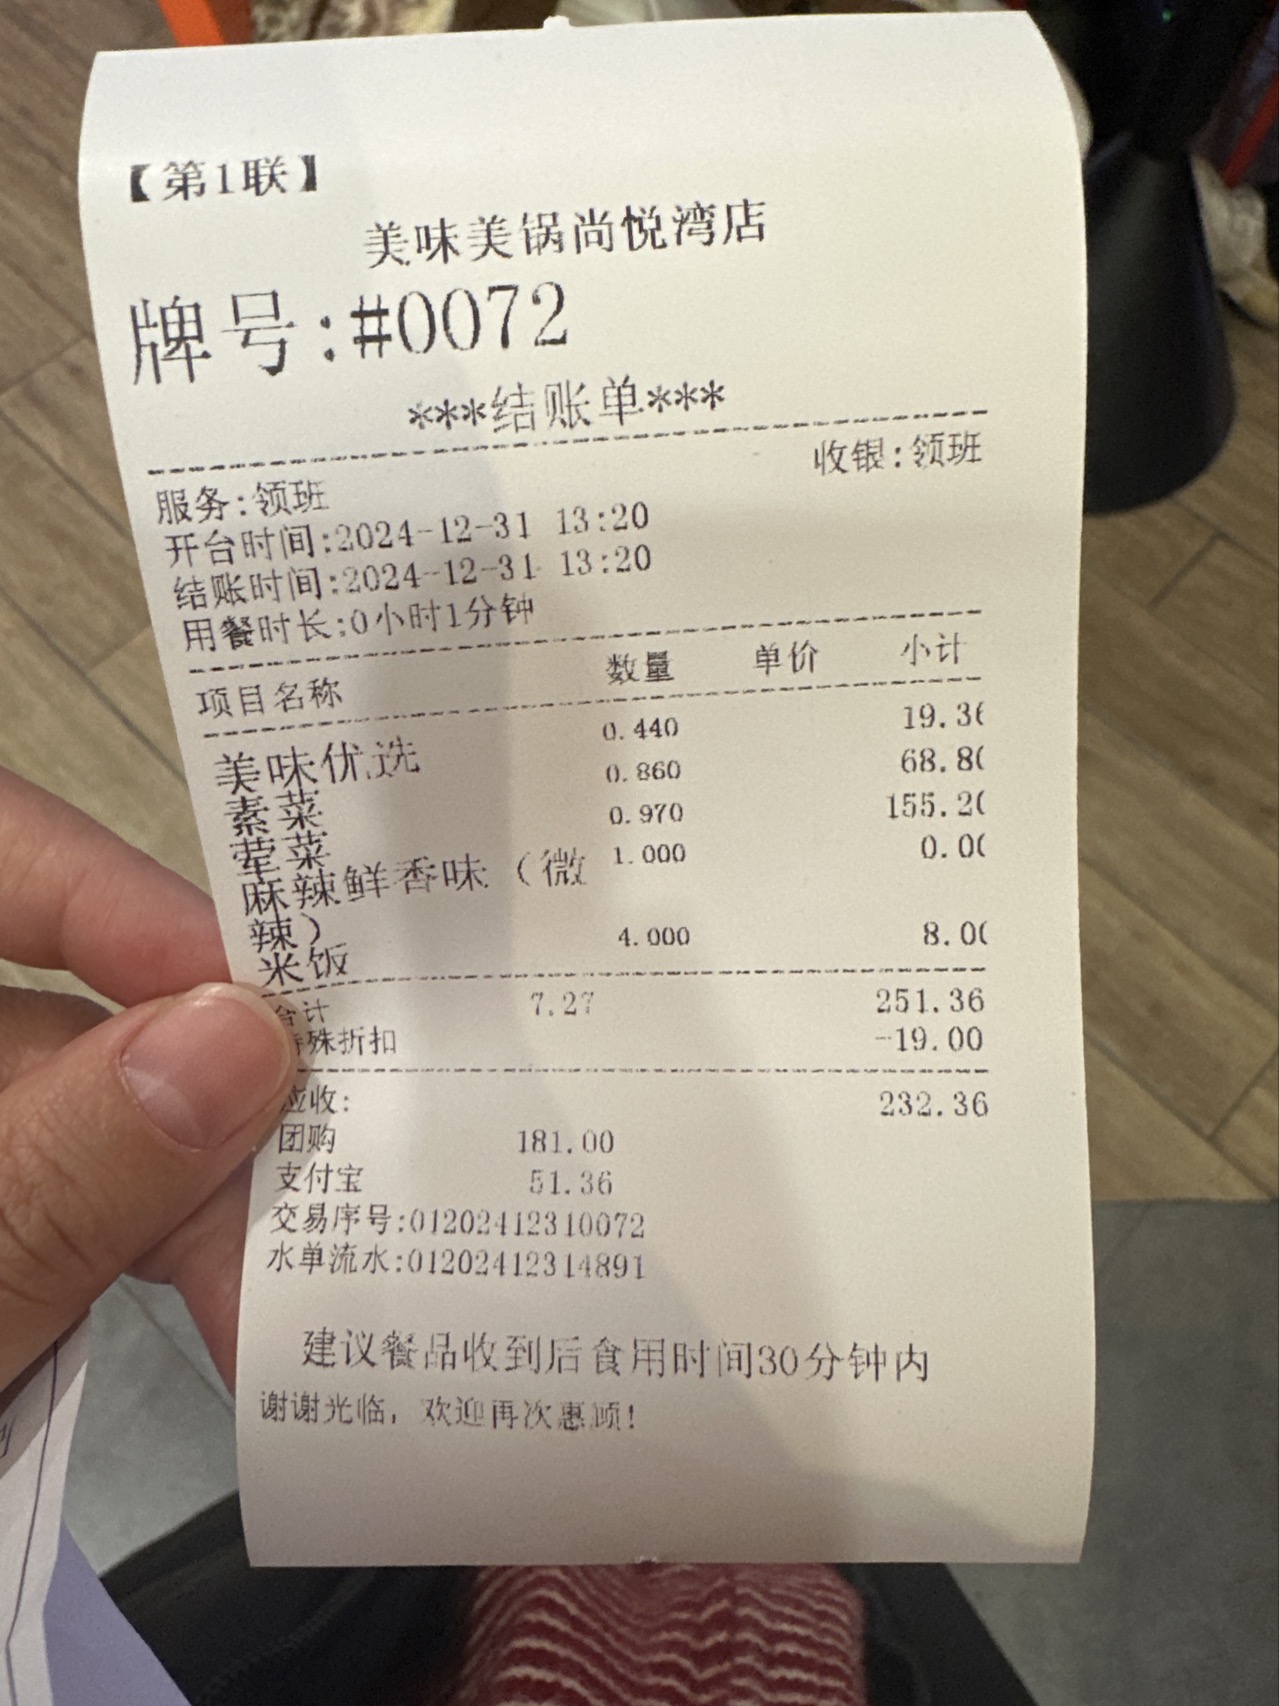 【第1联】
美味美锅尚悦湾店
牌号:#0072
***结账单***
服务:领班 收银:领班
开台时间:2024-12-31 13:20
结账时间:2024-12-31 13:20
用餐时长:0小时1分钟
项目名称 数量 单价 小计
美味优选 0.440 19.36
素菜 0.860 68.80
荤菜 0.970 155.20
麻辣鲜香味（微 1.000 0.00
辣）
米饭 4.000 8.00
合计 7.27 251.36
特殊折扣 -19.00
应收: 232.36
团购 181.00
支付宝 51.36
交易序号:01202412310072
水单流水:01202412314891
建议餐品收到后食用时间30分钟内
谢谢光临，欢迎再次惠顾!